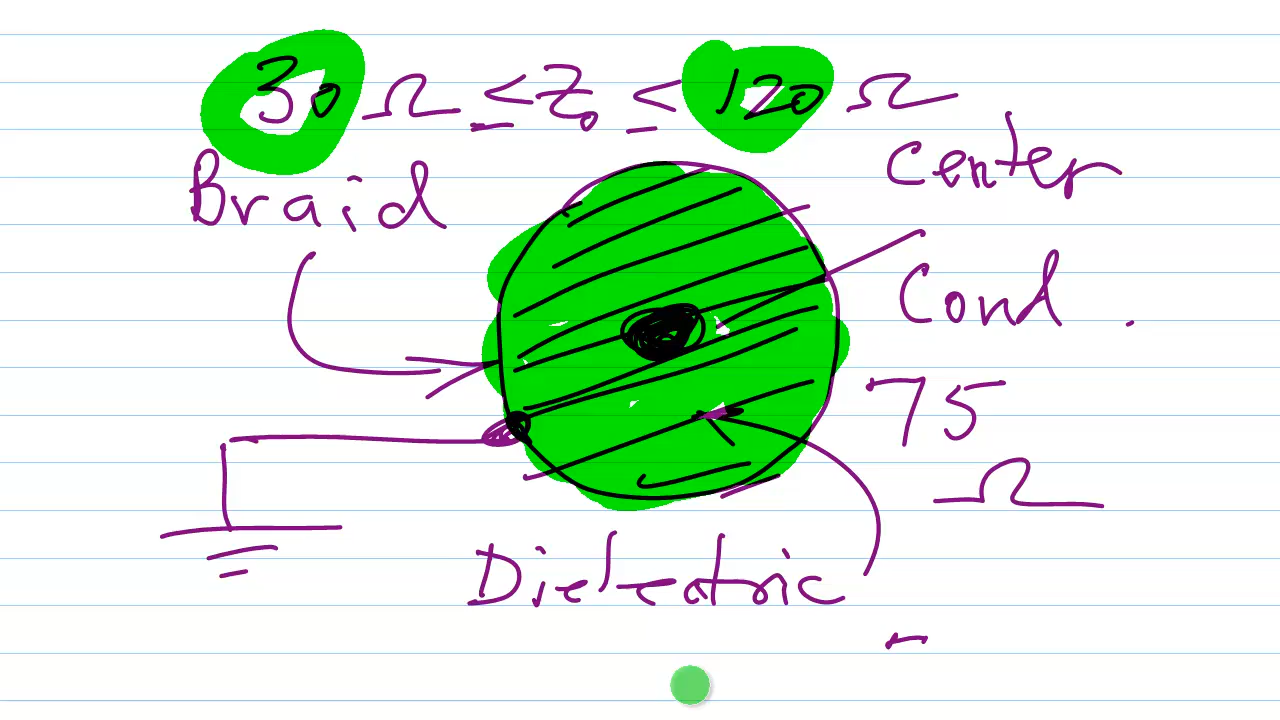 30 Ω ≤ Z₀ ≤ 120 Ω
Braid
Center
Cond.
75
Ω
Dielectric